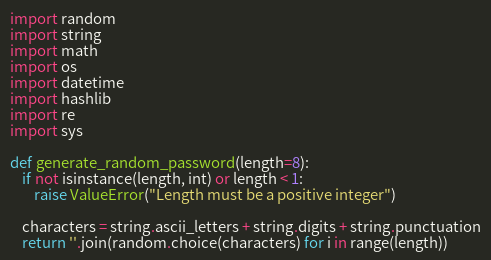 import random
import string
import math
import os
import datetime
import hashlib
import re
import sys

def generate_random_password(length=8):
    if not isinstance(length, int) or length < 1:
        raise ValueError("Length must be a positive integer")

    characters = string.ascii_letters + string.digits + string.punctuation
    return ''.join(random.choice(characters) for i in range(length))